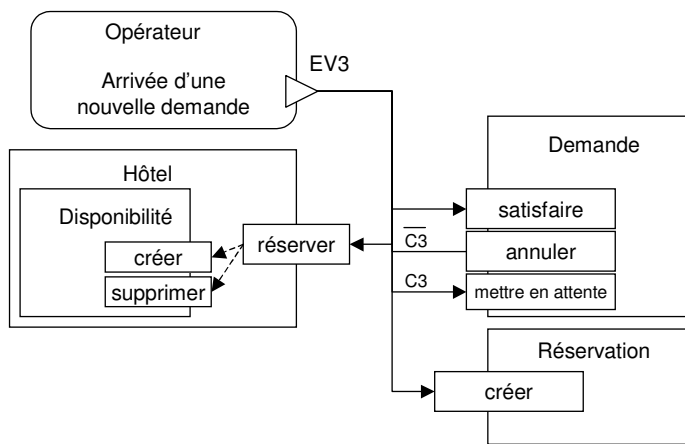 Opérateur
EV3
Arrivée d'une
nouvelle demande
Demande
Hôtel
Disponibilité
satisfaire
réserver
C3
annuler
créer
C3
mettre en attente
supprimer
Réservation
créer